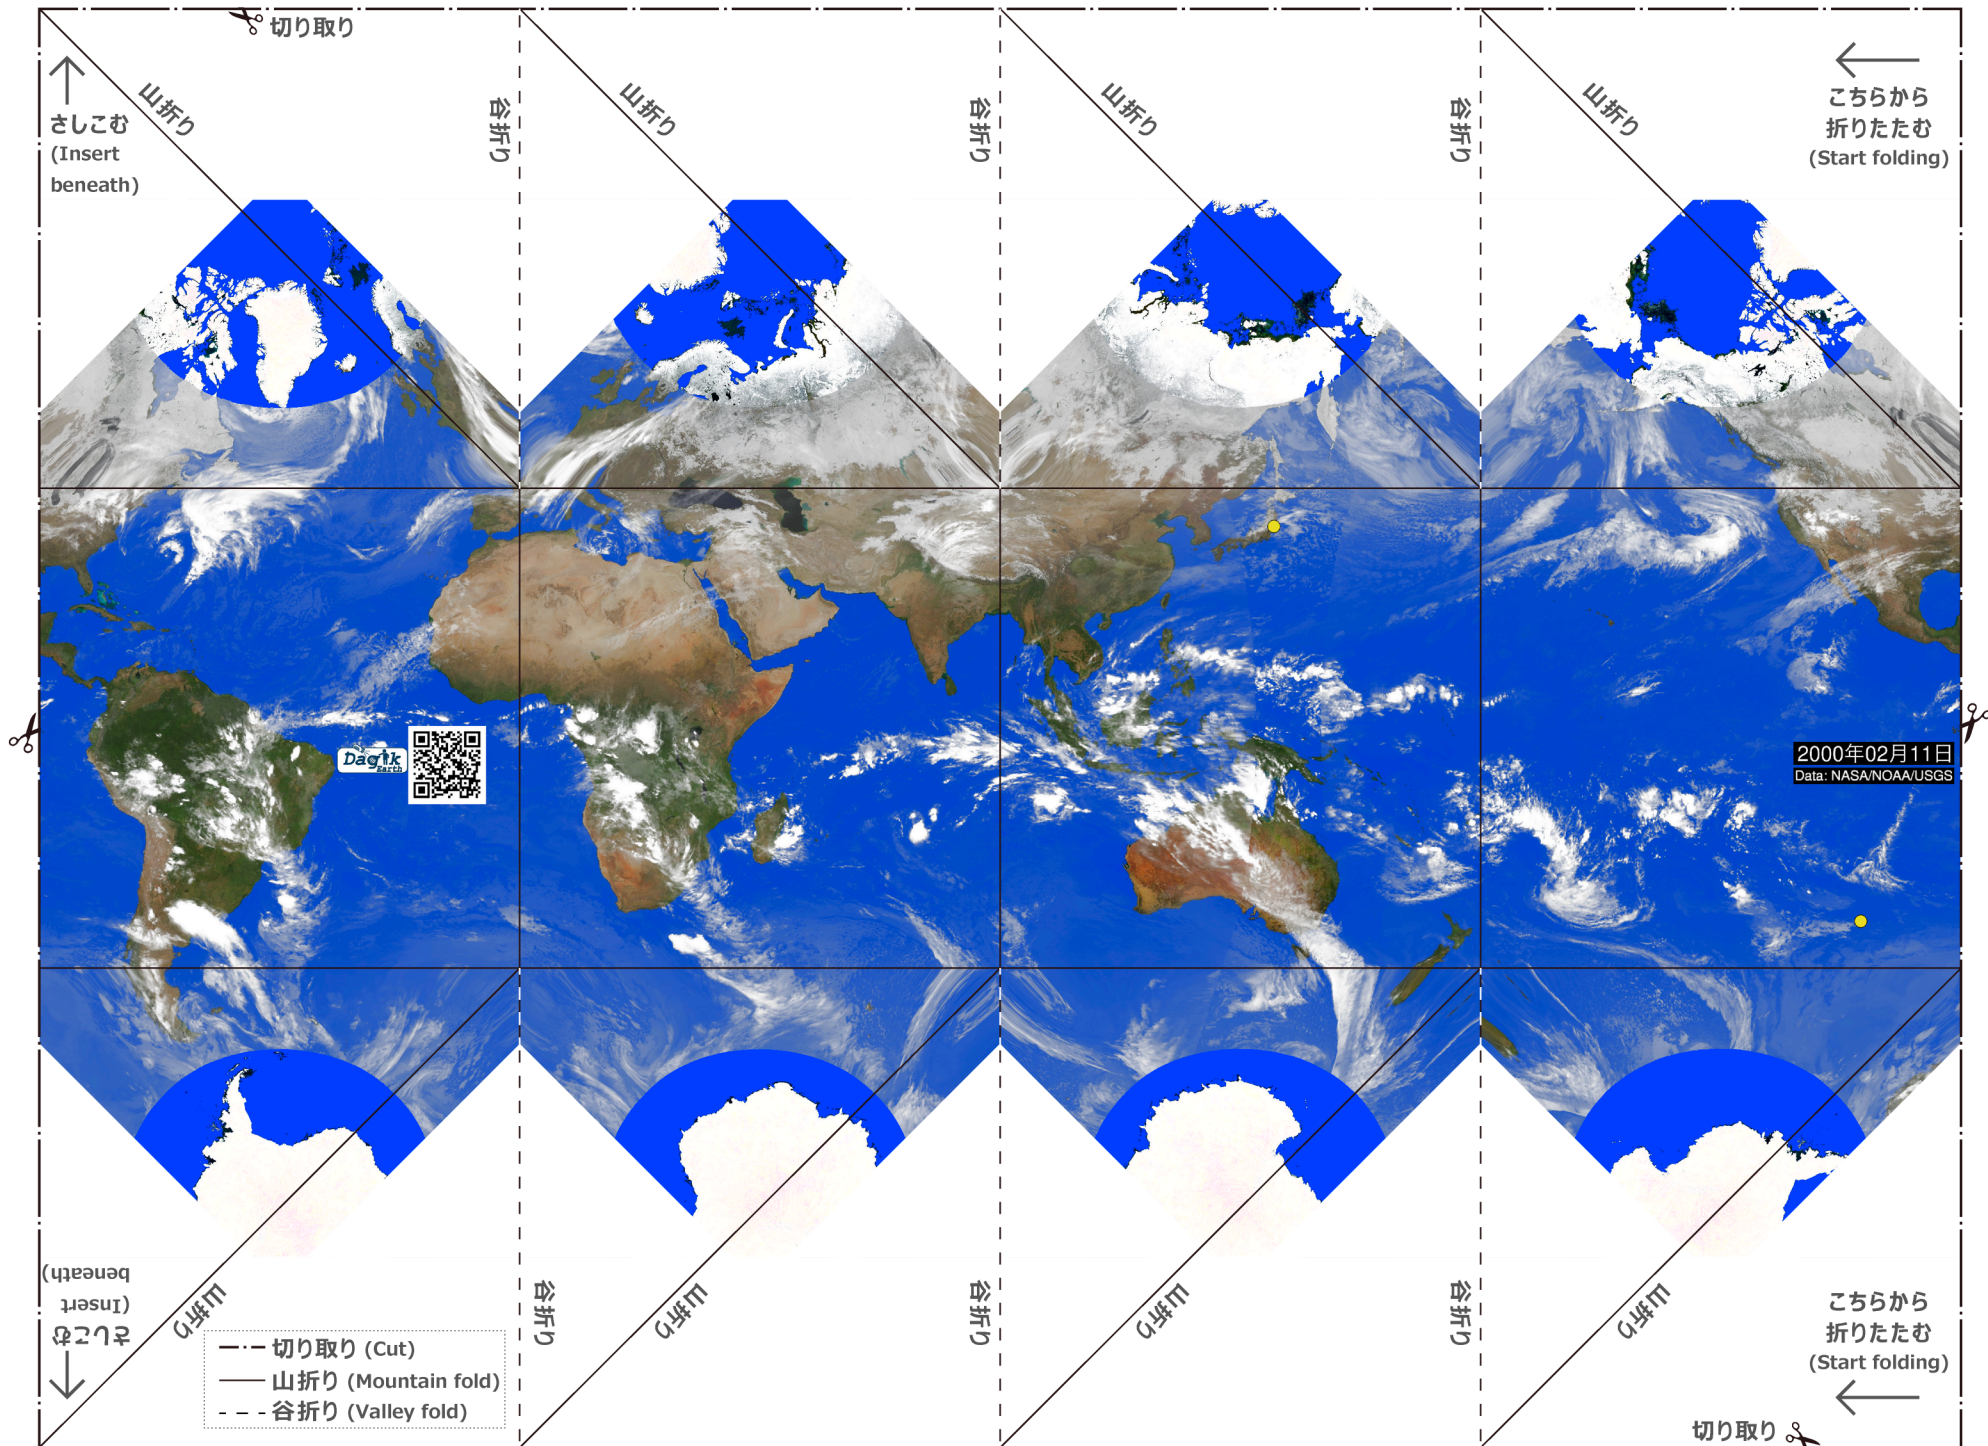 切り取り
さしこむ
(Insert
beneath)
山折り
谷折り
山折り
谷折り
山折り
谷折り
山折り
こちらから
折りたたむ
(Start folding)
Dagik
Earth
2000年02月11日
Data: NASA/NOAA/USGS
さしこむ
(Insert
beneath)
山折り
谷折り
山折り
谷折り
山折り
谷折り
山折り
こちらから
折りたたむ
(Start folding)
切り取り (Cut)
山折り (Mountain fold)
谷折り (Valley fold)
切り取り